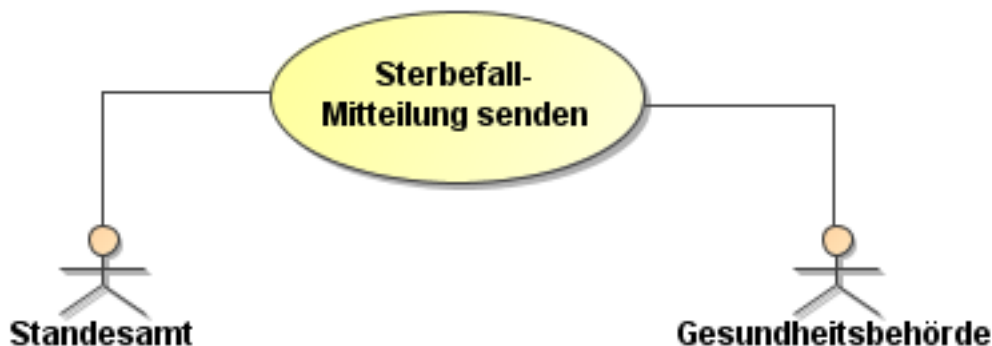 Sterbefall-
Mitteilung senden
Standesamt
Gesundheitsbehörde